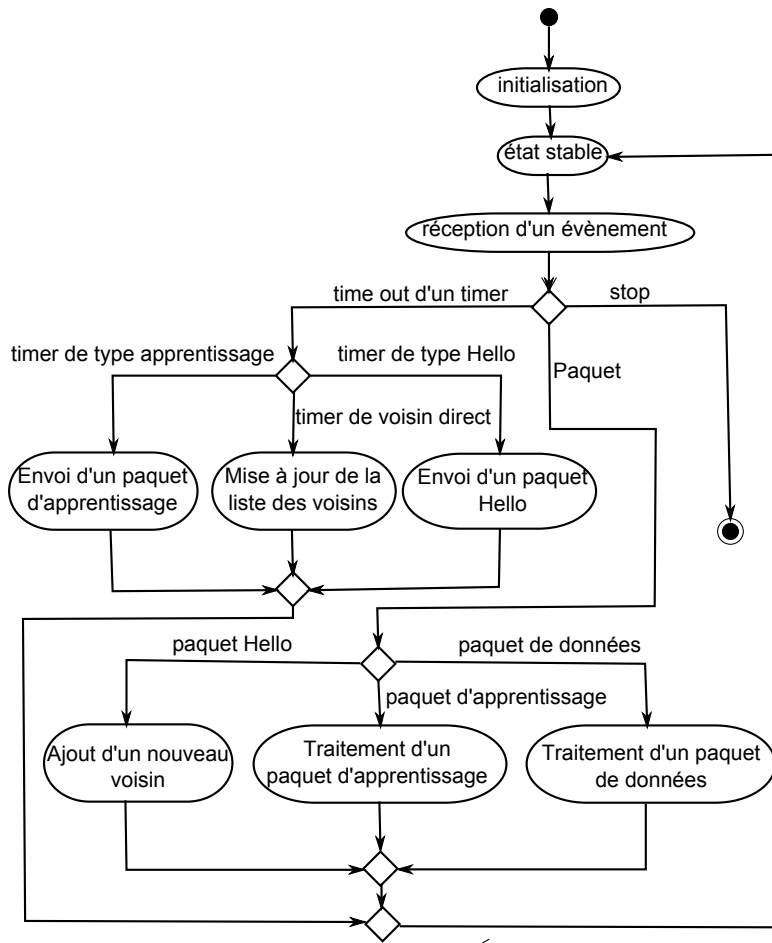 initialisation
état stable
réception d'un évènement
time out d'un timer
stop
timer de type apprentissage
timer de type Hello
Paquet
timer de voisin direct
Envoi d'un paquet
d'apprentissage
Mise à jour de la
liste des voisins
Envoi d'un paquet
Hello
paquet Hello
paquet de données
paquet d'apprentissage
Ajout d'un nouveau
voisin
Traitement d'un
paquet d'apprentissage
Traitement d'un paquet
de données